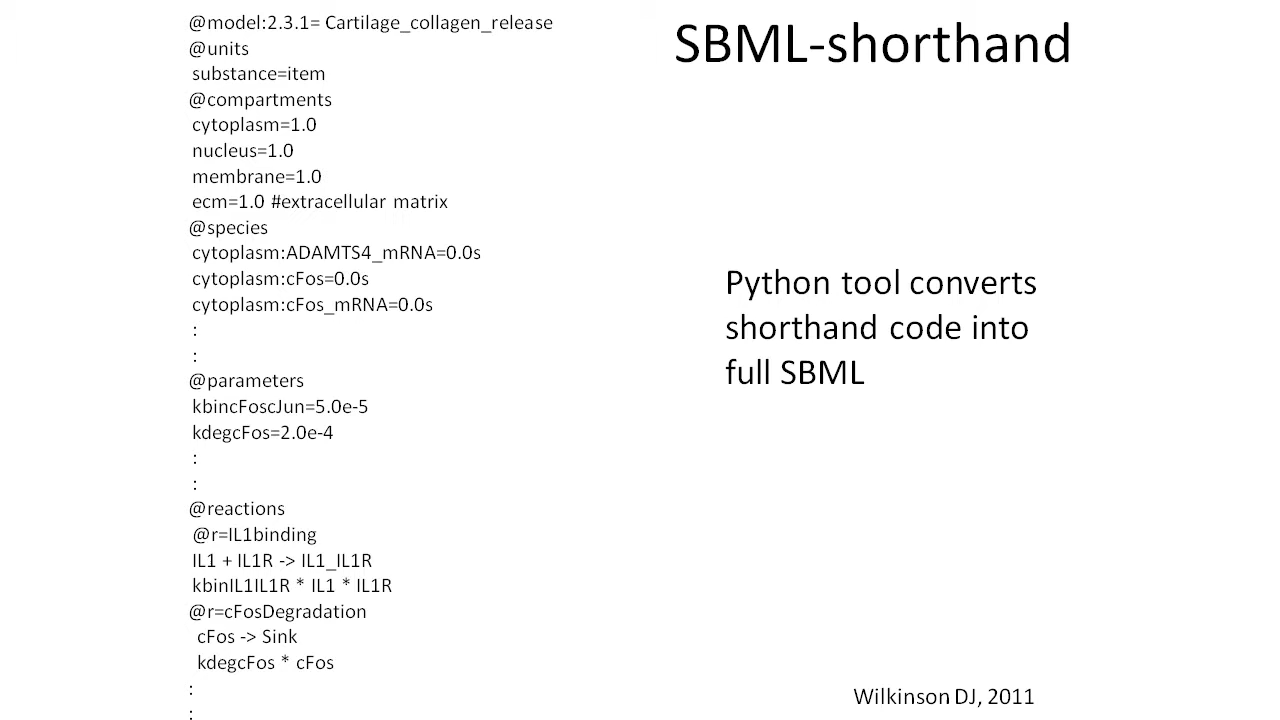 @model:2.3.1= Cartilage_collagen_release
@units
substance=item
@compartments
cytoplasm=1.0
nucleus=1.0
membrane=1.0
ecm=1.0 #extracellular matrix
@species
cytoplasm:ADAMTS4_mRNA=0.0s
cytoplasm:cFos=0.0s
cytoplasm:cFos_mRNA=0.0s
:
:
@parameters
kbincFoscJun=5.0e-5
kdegcFos=2.0e-4
:
:
@reactions
@r=IL1binding
IL1 + IL1R -> IL1_IL1R
kbinIL1IL1R * IL1 * IL1R
@r=cFosDegradation
cFos -> Sink
kdegcFos * cFos
:
:
SBML-shorthand
Python tool converts
shorthand code into
full SBML
Wilkinson DJ, 2011